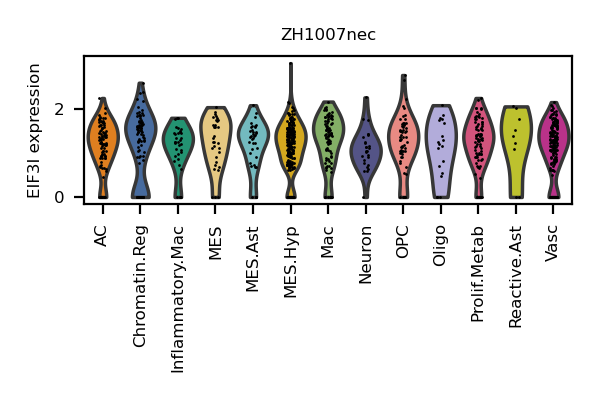 ZH1007nec
EIF3I expression
2
0
AC
Chromatin.Reg
Inflammatory.Mac
MES
MES.Ast
MES.Hyp
Mac
Neuron
OPC
Oligo
Prolif.Metab
Reactive.Ast
Vasc